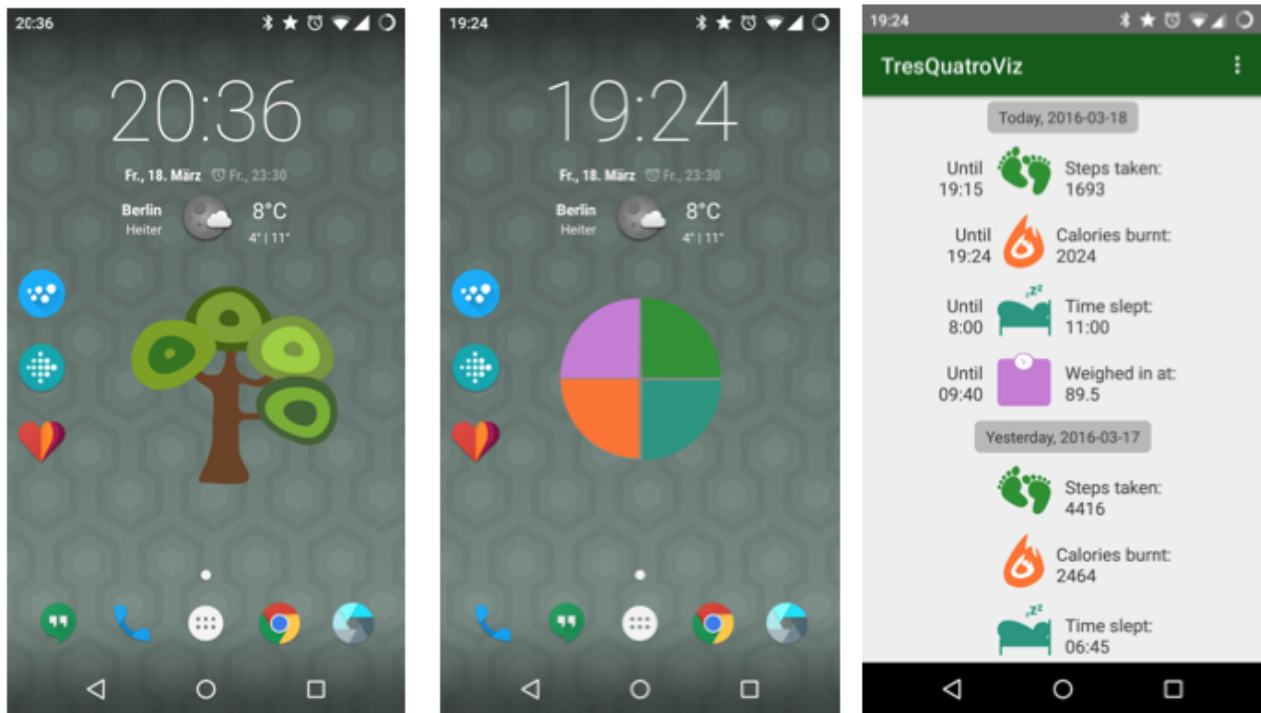 20:36
20:36
Fr., 18. März Fr., 23:30
Berlin 8°C
Heiter 4° | 11°
19:24
19:24
Fr., 18. März Fr., 23:30
Berlin 8°C
Heiter 4° | 11°
19:24
TresQuatroViz
Today, 2016-03-18
Until Steps taken:
19:15 1693
Until Calories burnt:
19:24 2024
zZZ
Until Time slept:
8:00 11:00
Until Weighed in at:
09:40 89.5
Yesterday, 2016-03-17
Steps taken:
4416
Calories burnt:
2464
zZZ
Time slept:
06:45